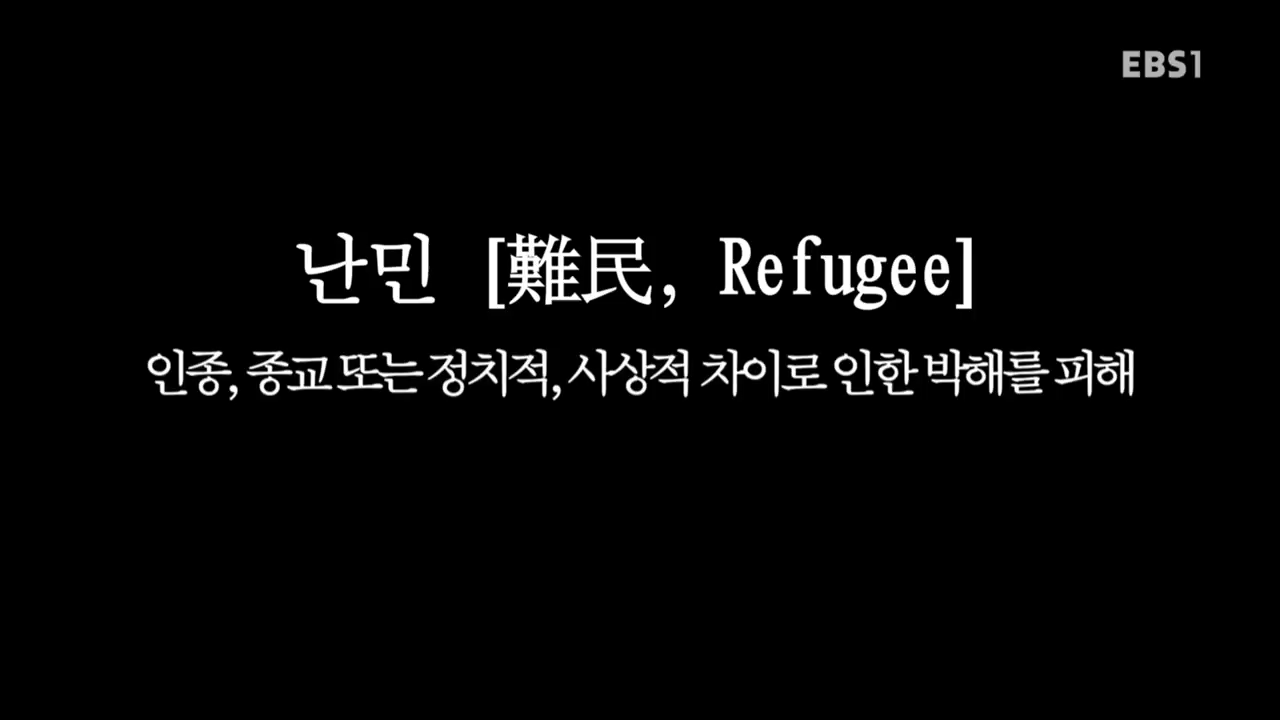 EBS1
난민 [難民, Refugee]
인종, 종교 또는 정치적, 사상적 차이로 인한 박해를 피해